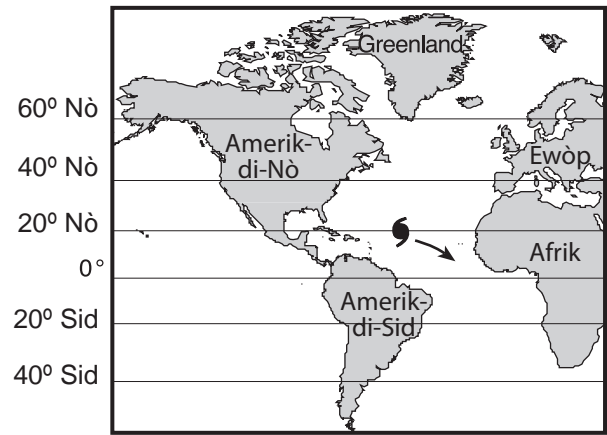 Greenland
60º Nò
Amerik-
di-Nò
Ewòp
40º Nò
20º Nò
Afrik
0°
Amerik-
di-Sid
20º Sid
40º Sid